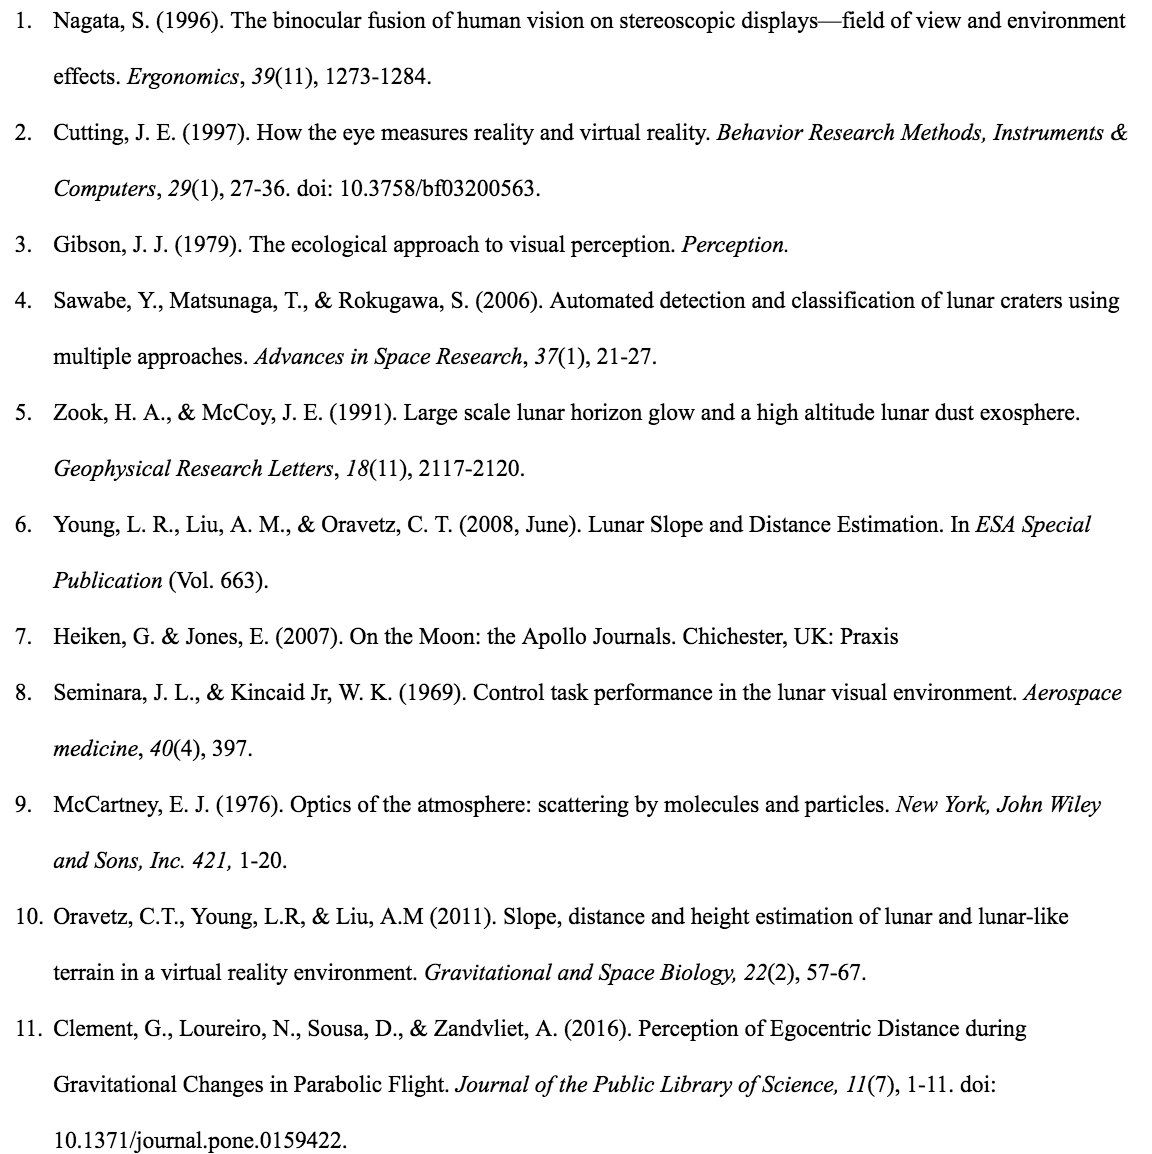 1. Nagata, S. (1996). The binocular fusion of human vision on stereoscopic displays—field of view and environment
effects. Ergonomics, 39(11), 1273-1284.
2. Cutting, J. E. (1997). How the eye measures reality and virtual reality. Behavior Research Methods, Instruments &
Computers, 29(1), 27-36. doi: 10.3758/bf03200563.
3. Gibson, J. J. (1979). The ecological approach to visual perception. Perception.
4. Sawabe, Y., Matsunaga, T., & Rokugawa, S. (2006). Automated detection and classification of lunar craters using
multiple approaches. Advances in Space Research, 37(1), 21-27.
5. Zook, H. A., & McCoy, J. E. (1991). Large scale lunar horizon glow and a high altitude lunar dust exosphere.
Geophysical Research Letters, 18(11), 2117-2120.
6. Young, L. R., Liu, A. M., & Oravetz, C. T. (2008, June). Lunar Slope and Distance Estimation. In ESA Special
Publication (Vol. 663).
7. Heiken, G. & Jones, E. (2007). On the Moon: the Apollo Journals. Chichester, UK: Praxis
8. Seminara, J. L., & Kincaid Jr, W. K. (1969). Control task performance in the lunar visual environment. Aerospace
medicine, 40(4), 397.
9. McCartney, E. J. (1976). Optics of the atmosphere: scattering by molecules and particles. New York, John Wiley
and Sons, Inc. 421, 1-20.
10. Oravetz, C.T., Young, L.R, & Liu, A.M (2011). Slope, distance and height estimation of lunar and lunar-like
terrain in a virtual reality environment. Gravitational and Space Biology, 22(2), 57-67.
11. Clement, G., Loureiro, N., Sousa, D., & Zandvliet, A. (2016). Perception of Egocentric Distance during
Gravitational Changes in Parabolic Flight. Journal of the Public Library of Science, 11(7), 1-11. doi:
10.1371/journal.pone.0159422.